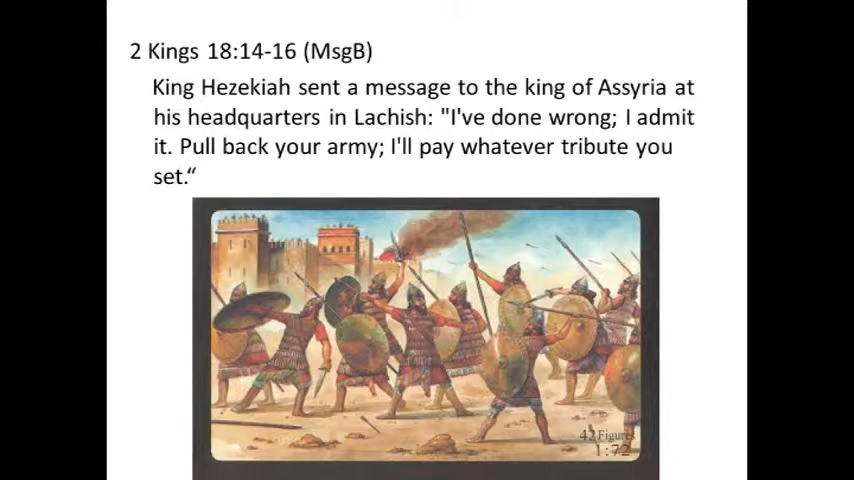 2 Kings 18:14-16 (MsgB)
King Hezekiah sent a message to the king of Assyria at
his headquarters in Lachish: "I've done wrong; I admit
it. Pull back your army; I'll pay whatever tribute you
set.“
42 Figures
1:72